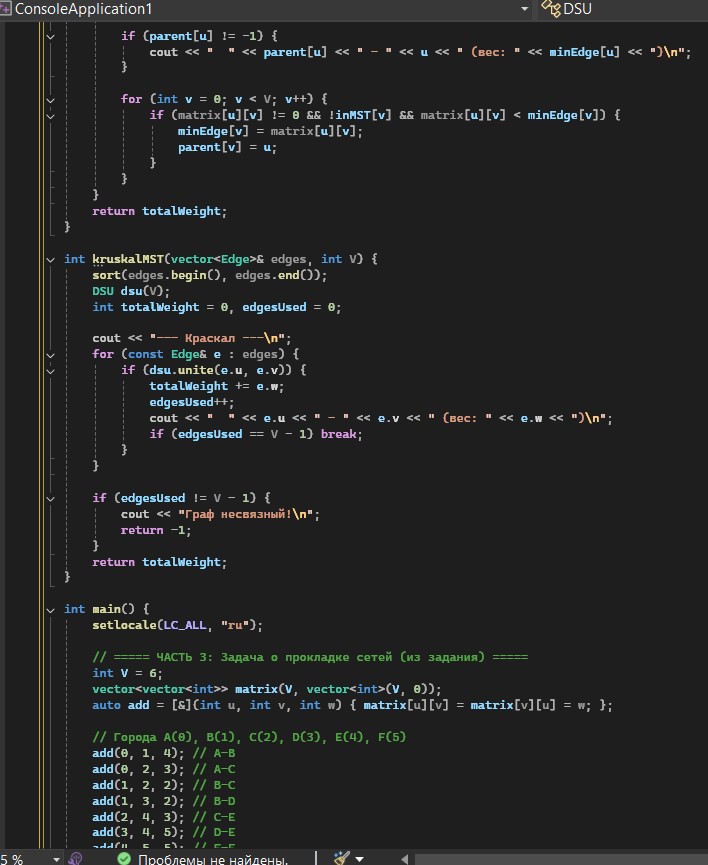 ConsoleApplication1 DSU
if (parent[u] != -1) {
cout << "  " << parent[u] << " - " << u << " (вес: " << minEdge[u] << ")\n";
}
for (int v = 0; v < V; v++) {
if (matrix[u][v] != 0 && !inMST[v] && matrix[u][v] < minEdge[v]) {
minEdge[v] = matrix[u][v];
parent[v] = u;
}
}
}
return totalWeight;
}
int kruskalMST(vector<Edge>& edges, int V) {
sort(edges.begin(), edges.end());
DSU dsu(V);
int totalWeight = 0, edgesUsed = 0;
cout << "--- Краскал ---\n";
for (const Edge& e : edges) {
if (dsu.unite(e.u, e.v)) {
totalWeight += e.w;
edgesUsed++;
cout << "  " << e.u << " - " << e.v << " (вес: " << e.w << ")\n";
if (edgesUsed == V - 1) break;
}
}
if (edgesUsed != V - 1) {
cout << "Граф несвязный!\n";
return -1;
}
return totalWeight;
}
int main() {
setlocale(LC_ALL, "ru");
// ===== ЧАСТЬ 3: Задача о прокладке сетей (из задания) =====
int V = 6;
vector<vector<int>> matrix(V, vector<int>(V, 0));
auto add = [&](int u, int v, int w) { matrix[u][v] = matrix[v][u] = w; };
// Города A(0), B(1), C(2), D(3), E(4), F(5)
add(0, 1, 4); // A-B
add(0, 2, 3); // A-C
add(1, 2, 2); // B-C
add(1, 3, 2); // B-D
add(2, 4, 3); // C-E
add(3, 4, 5); // D-E
5 % Проблемы не найдены.